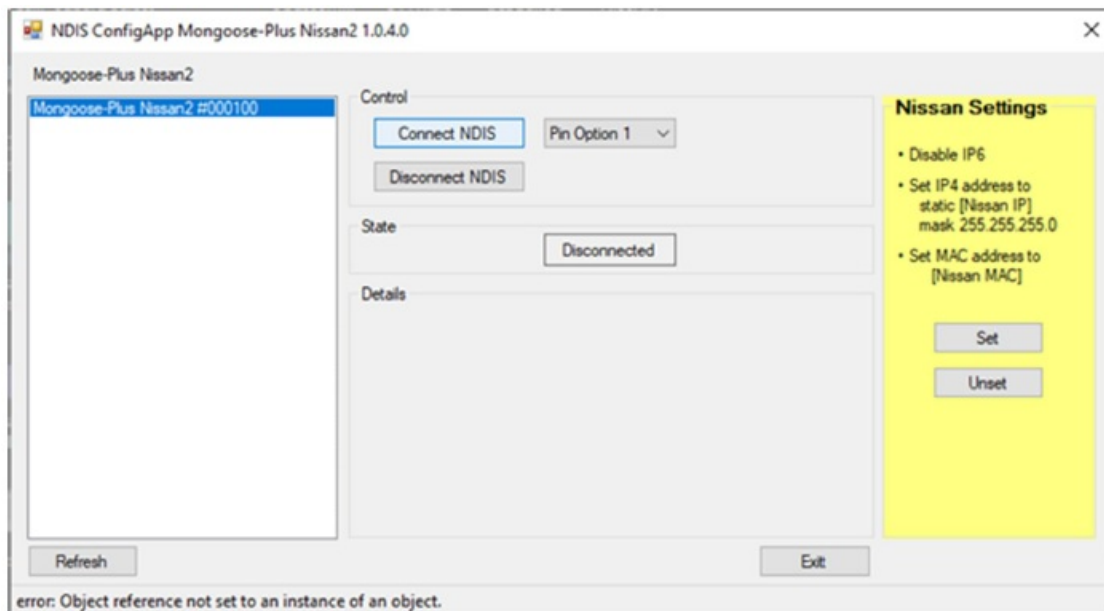 NDIS ConfigApp Mongoose-Plus Nissan2 1.0.4.0
Mongoose-Plus Nissan2
Mongoose-Plus Nissan2 #000100
Control
Connect NDIS
Pin Option 1
Disconnect NDIS
State
Disconnected
Details
Nissan Settings
• Disable IP6
• Set IP4 address to
static [Nissan IP]
mask 255.255.255.0
• Set MAC address to
[Nissan MAC]
Set
Unset
Refresh
Exit
error: Object reference not set to an instance of an object.